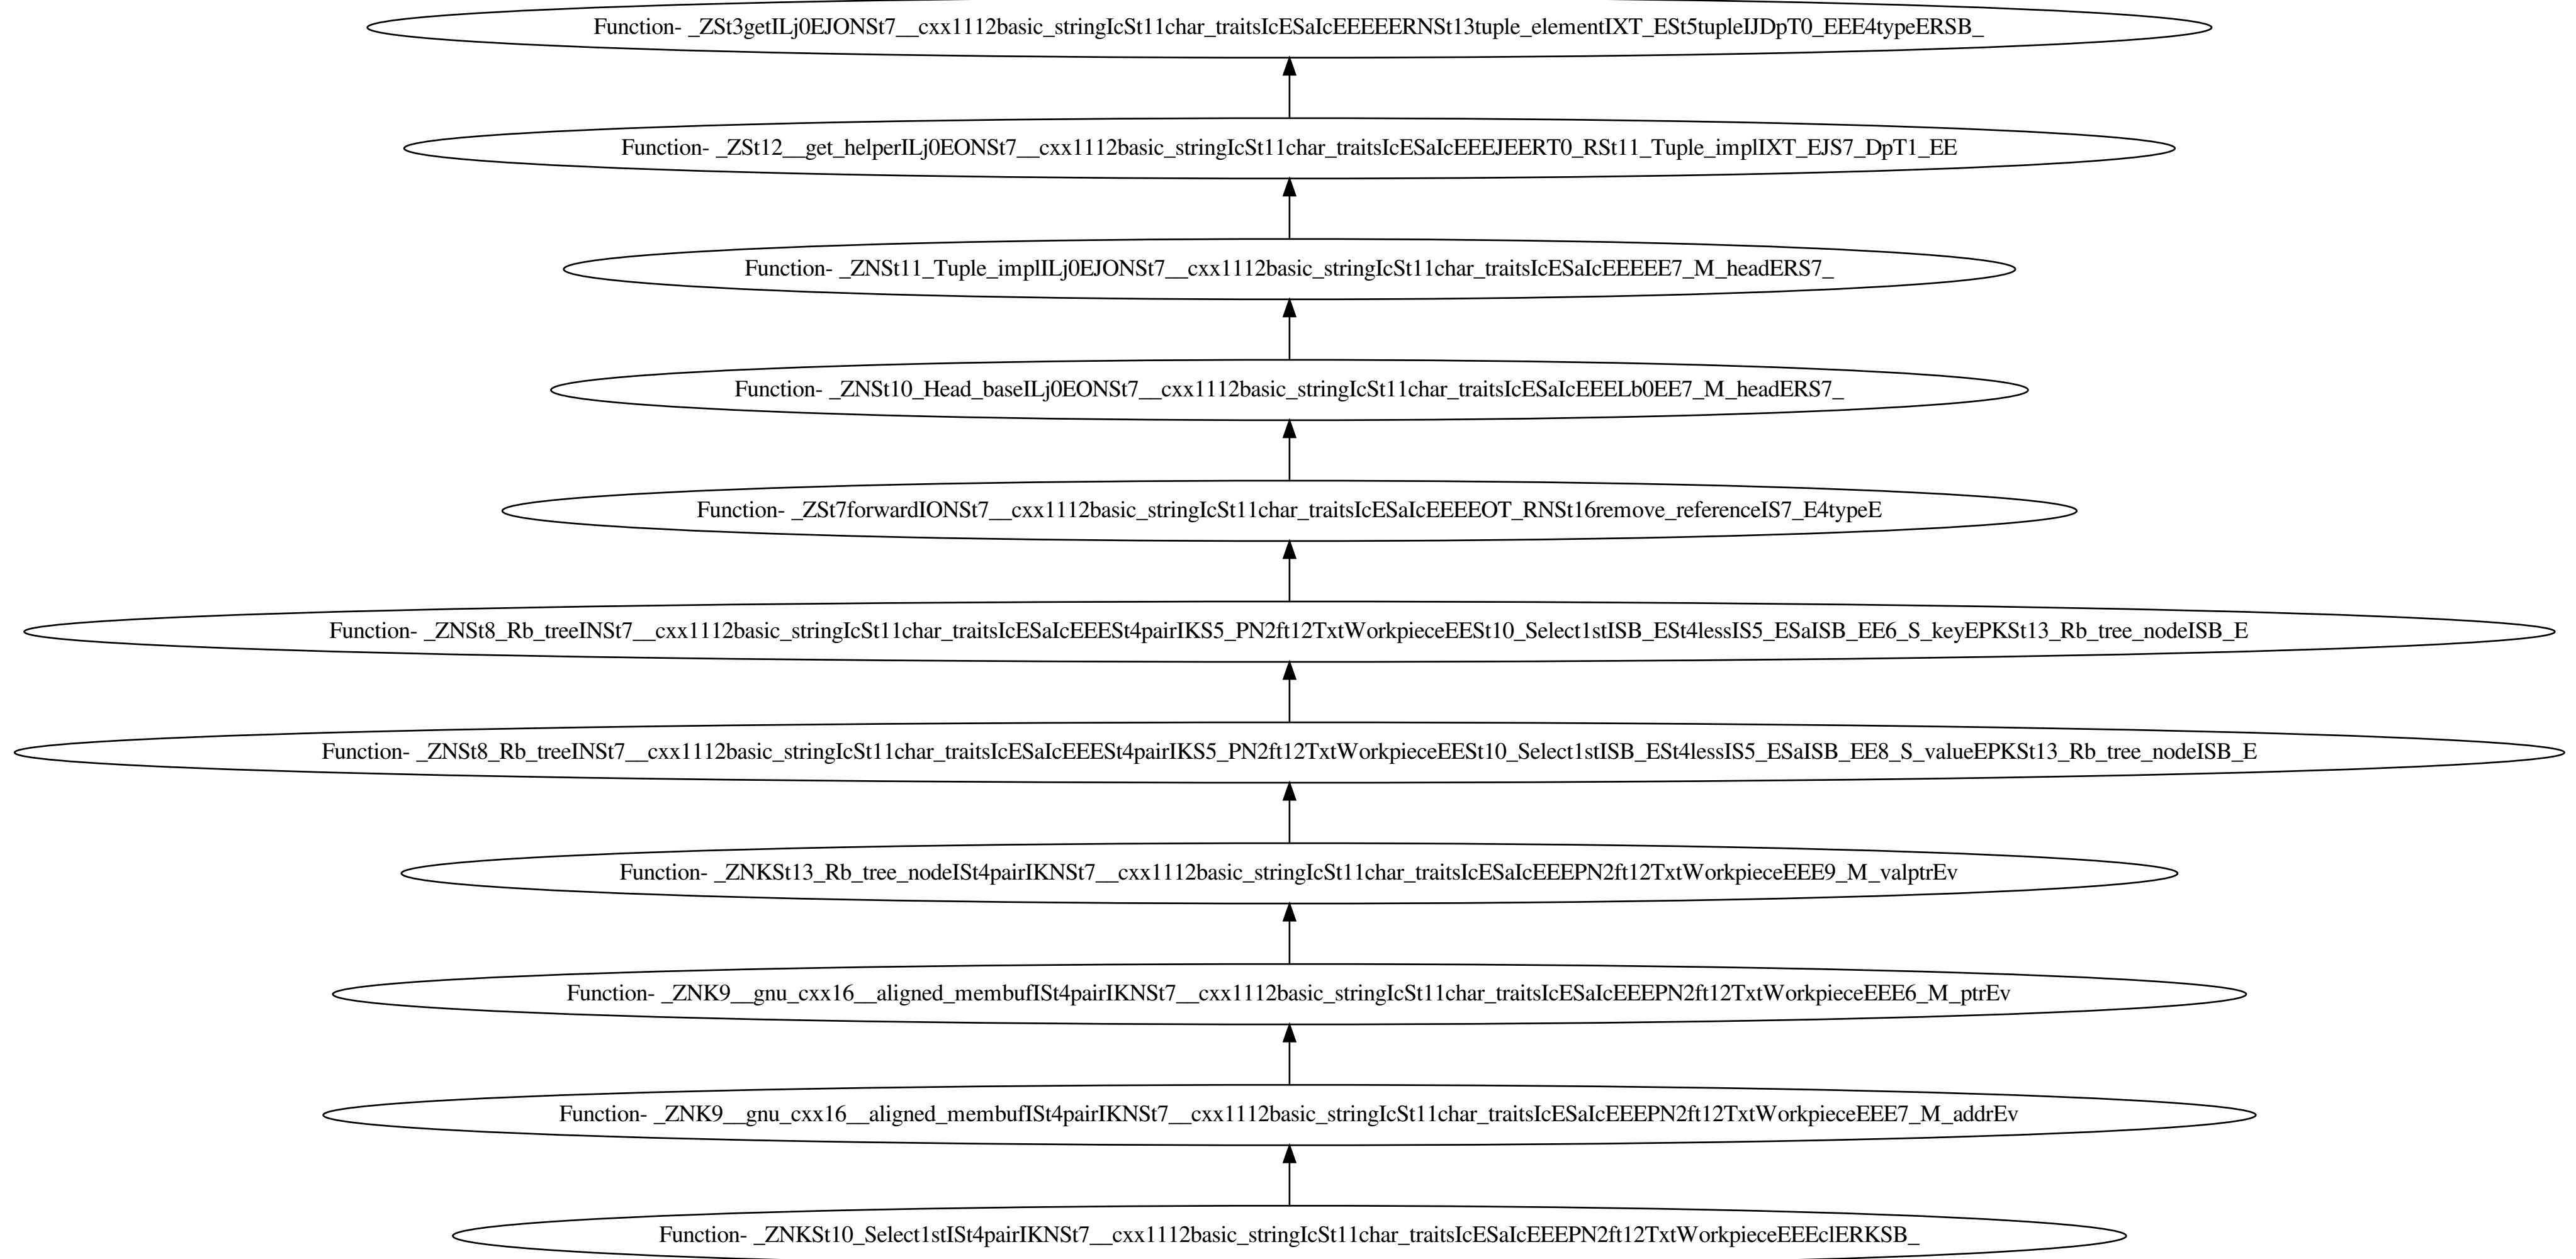 Function- _ZSt3getILj0EJONSt7__cxx1112basic_stringIcSt11char_traitsIcESaIcEEEEERNSt13tuple_elementIXT_ESt5tupleIJDpT0_EEE4typeERSB_
Function- _ZSt12__get_helperILj0EONSt7__cxx1112basic_stringIcSt11char_traitsIcESaIcEEEJEERT0_RSt11_Tuple_implIXT_EJS7_DpT1_EE
Function- _ZNSt11_Tuple_implILj0EJONSt7__cxx1112basic_stringIcSt11char_traitsIcESaIcEEEEE7_M_headERS7_
Function- _ZNSt10_Head_baseILj0EONSt7__cxx1112basic_stringIcSt11char_traitsIcESaIcEEELb0EE7_M_headERS7_
Function- _ZSt7forwardIONSt7__cxx1112basic_stringIcSt11char_traitsIcESaIcEEEEOT_RNSt16remove_referenceIS7_E4typeE
Function- _ZNSt8_Rb_treeINSt7__cxx1112basic_stringIcSt11char_traitsIcESaIcEEESt4pairIKS5_PN2ft12TxtWorkpieceEESt10_Select1stISB_ESt4lessIS5_ESaISB_EE6_S_keyEPKSt13_Rb_tree_nodeISB_E
Function- _ZNSt8_Rb_treeINSt7__cxx1112basic_stringIcSt11char_traitsIcESaIcEEESt4pairIKS5_PN2ft12TxtWorkpieceEESt10_Select1stISB_ESt4lessIS5_ESaISB_EE8_S_valueEPKSt13_Rb_tree_nodeISB_E
Function- _ZNKSt13_Rb_tree_nodeISt4pairIKNSt7__cxx1112basic_stringIcSt11char_traitsIcESaIcEEEPN2ft12TxtWorkpieceEEE9_M_valptrEv
Function- _ZNK9__gnu_cxx16__aligned_membufISt4pairIKNSt7__cxx1112basic_stringIcSt11char_traitsIcESaIcEEEPN2ft12TxtWorkpieceEEE6_M_ptrEv
Function- _ZNK9__gnu_cxx16__aligned_membufISt4pairIKNSt7__cxx1112basic_stringIcSt11char_traitsIcESaIcEEEPN2ft12TxtWorkpieceEEE7_M_addrEv
Function- _ZNKSt10_Select1stISt4pairIKNSt7__cxx1112basic_stringIcSt11char_traitsIcESaIcEEEPN2ft12TxtWorkpieceEEEclERKSB_